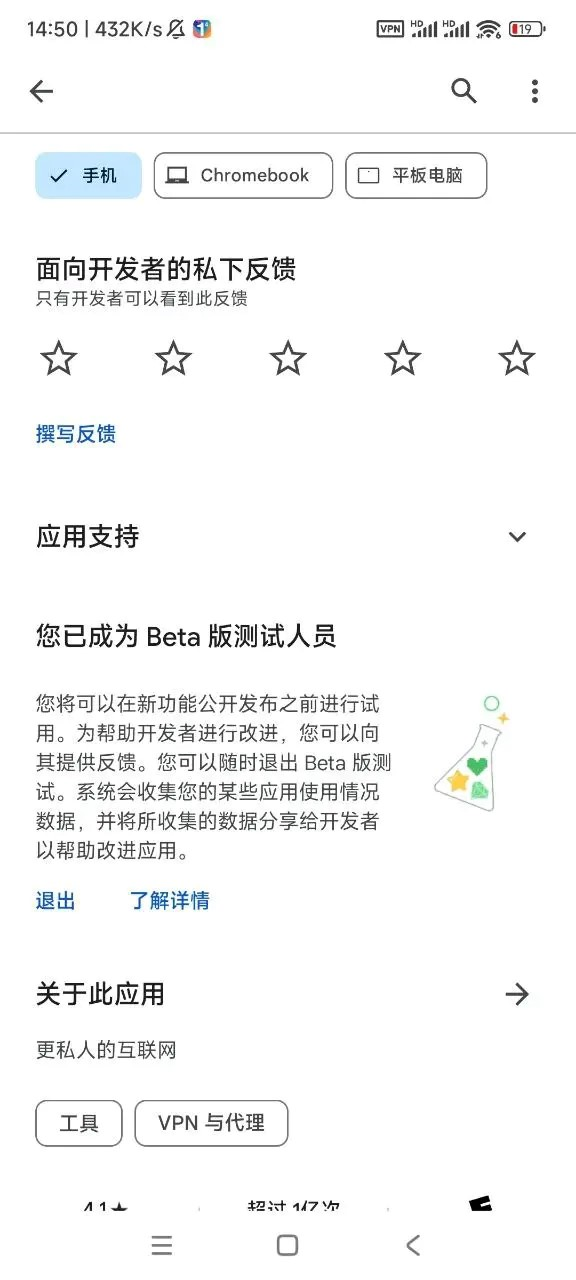 14:50 | 432K/s
VPN HD HD 6 19
手机
Chromebook
平板电脑
面向开发者的私下反馈
只有开发者可以看到此反馈
撰写反馈
应用支持
您已成为 Beta 版测试人员
您将可以在新功能公开发布之前进行试
用。为帮助开发者进行改进，您可以向
其提供反馈。您可以随时退出 Beta 版测
试。系统会收集您的某些应用使用情况
数据，并将所收集的数据分享给开发者
以帮助改进应用。
退出
了解详情
关于此应用
更私人的互联网
工具
VPN 与代理
4.1★
超过 1亿次